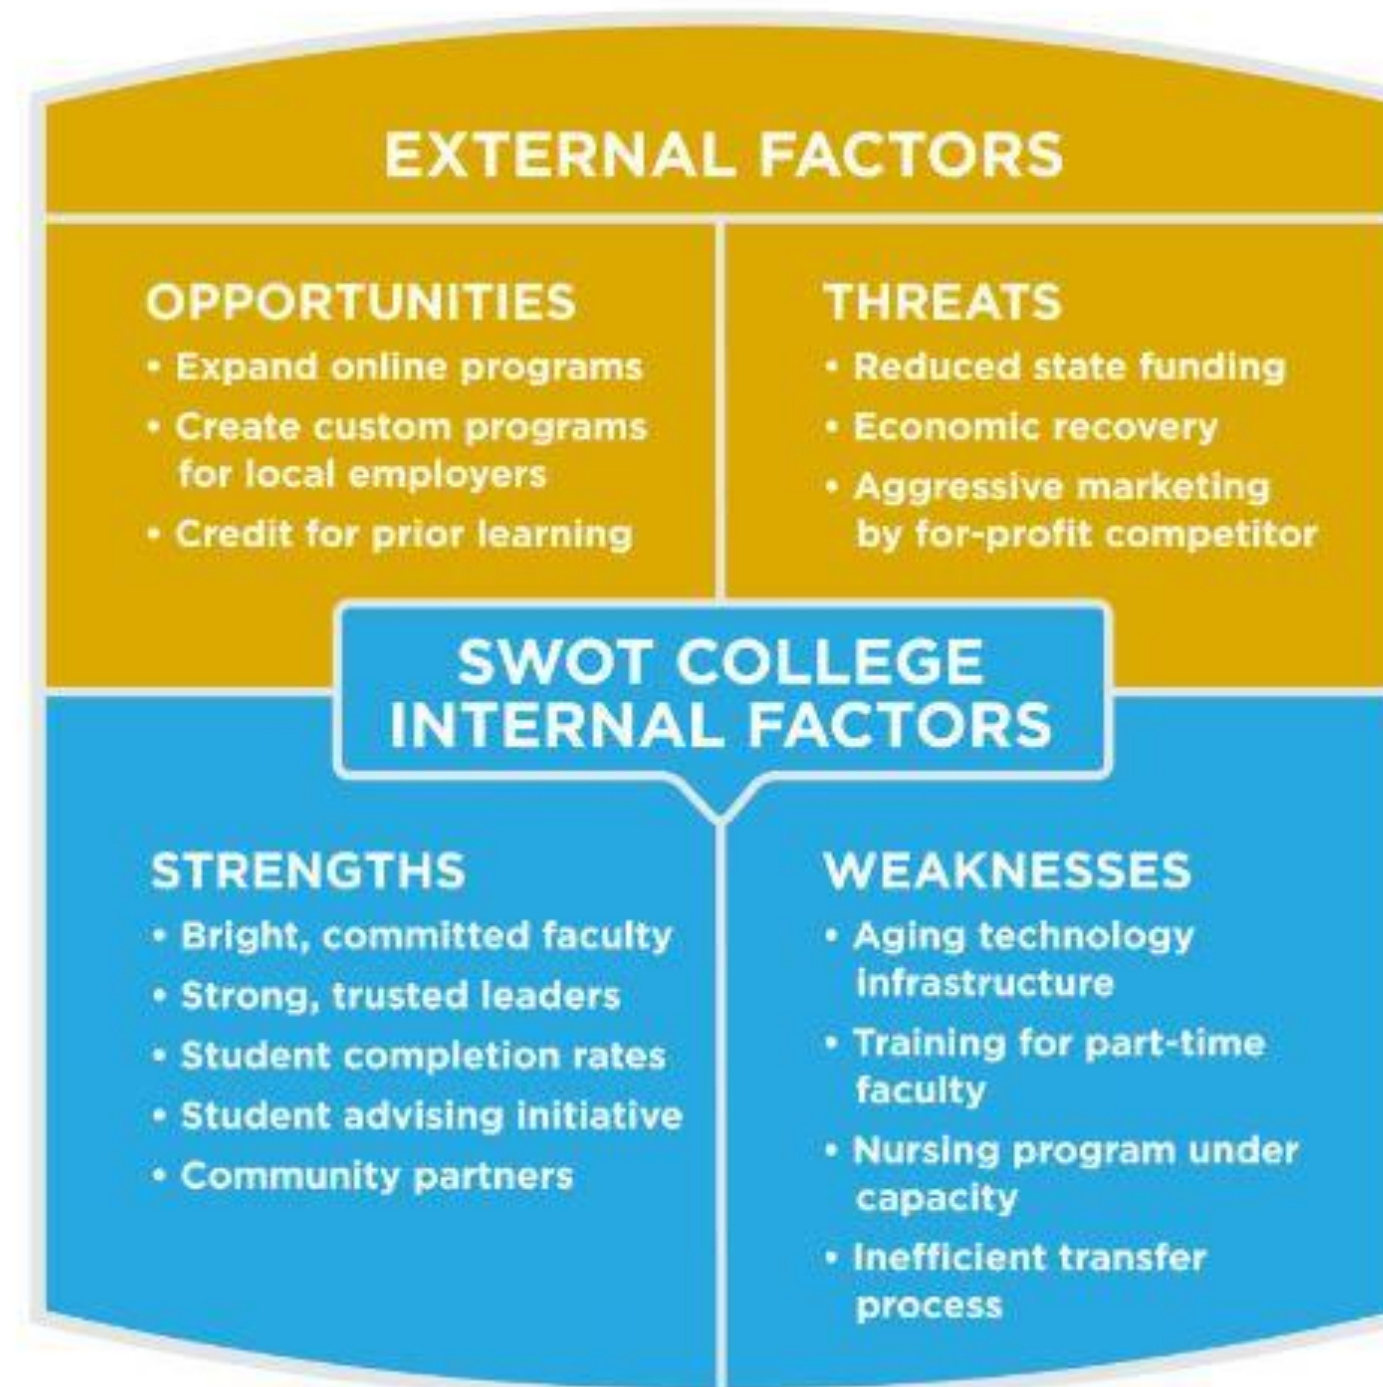 EXTERNAL FACTORS
OPPORTUNITIES
• Expand online programs
• Create custom programs
for local employers
• Credit for prior learning
THREATS
• Reduced state funding
• Economic recovery
• Aggressive marketing
by for-profit competitor
SWOT COLLEGE
INTERNAL FACTORS
STRENGTHS
• Bright, committed faculty
• Strong, trusted leaders
• Student completion rates
• Student advising initiative
• Community partners
WEAKNESSES
• Aging technology
infrastructure
• Training for part-time
faculty
• Nursing program under
capacity
• Inefficient transfer
process